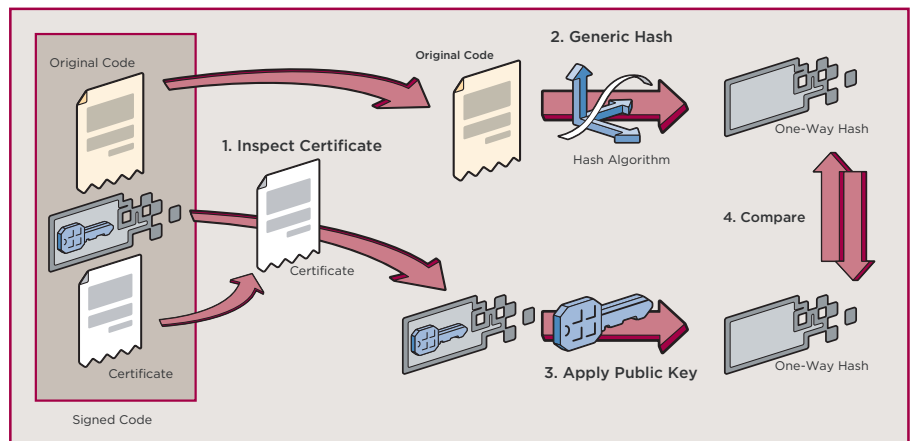 Original Code
Certificate
Signed Code
1. Inspect Certificate
Certificate
Original Code
2. Generic Hash
Hash Algorithm
One-Way Hash
3. Apply Public Key
One-Way Hash
4. Compare